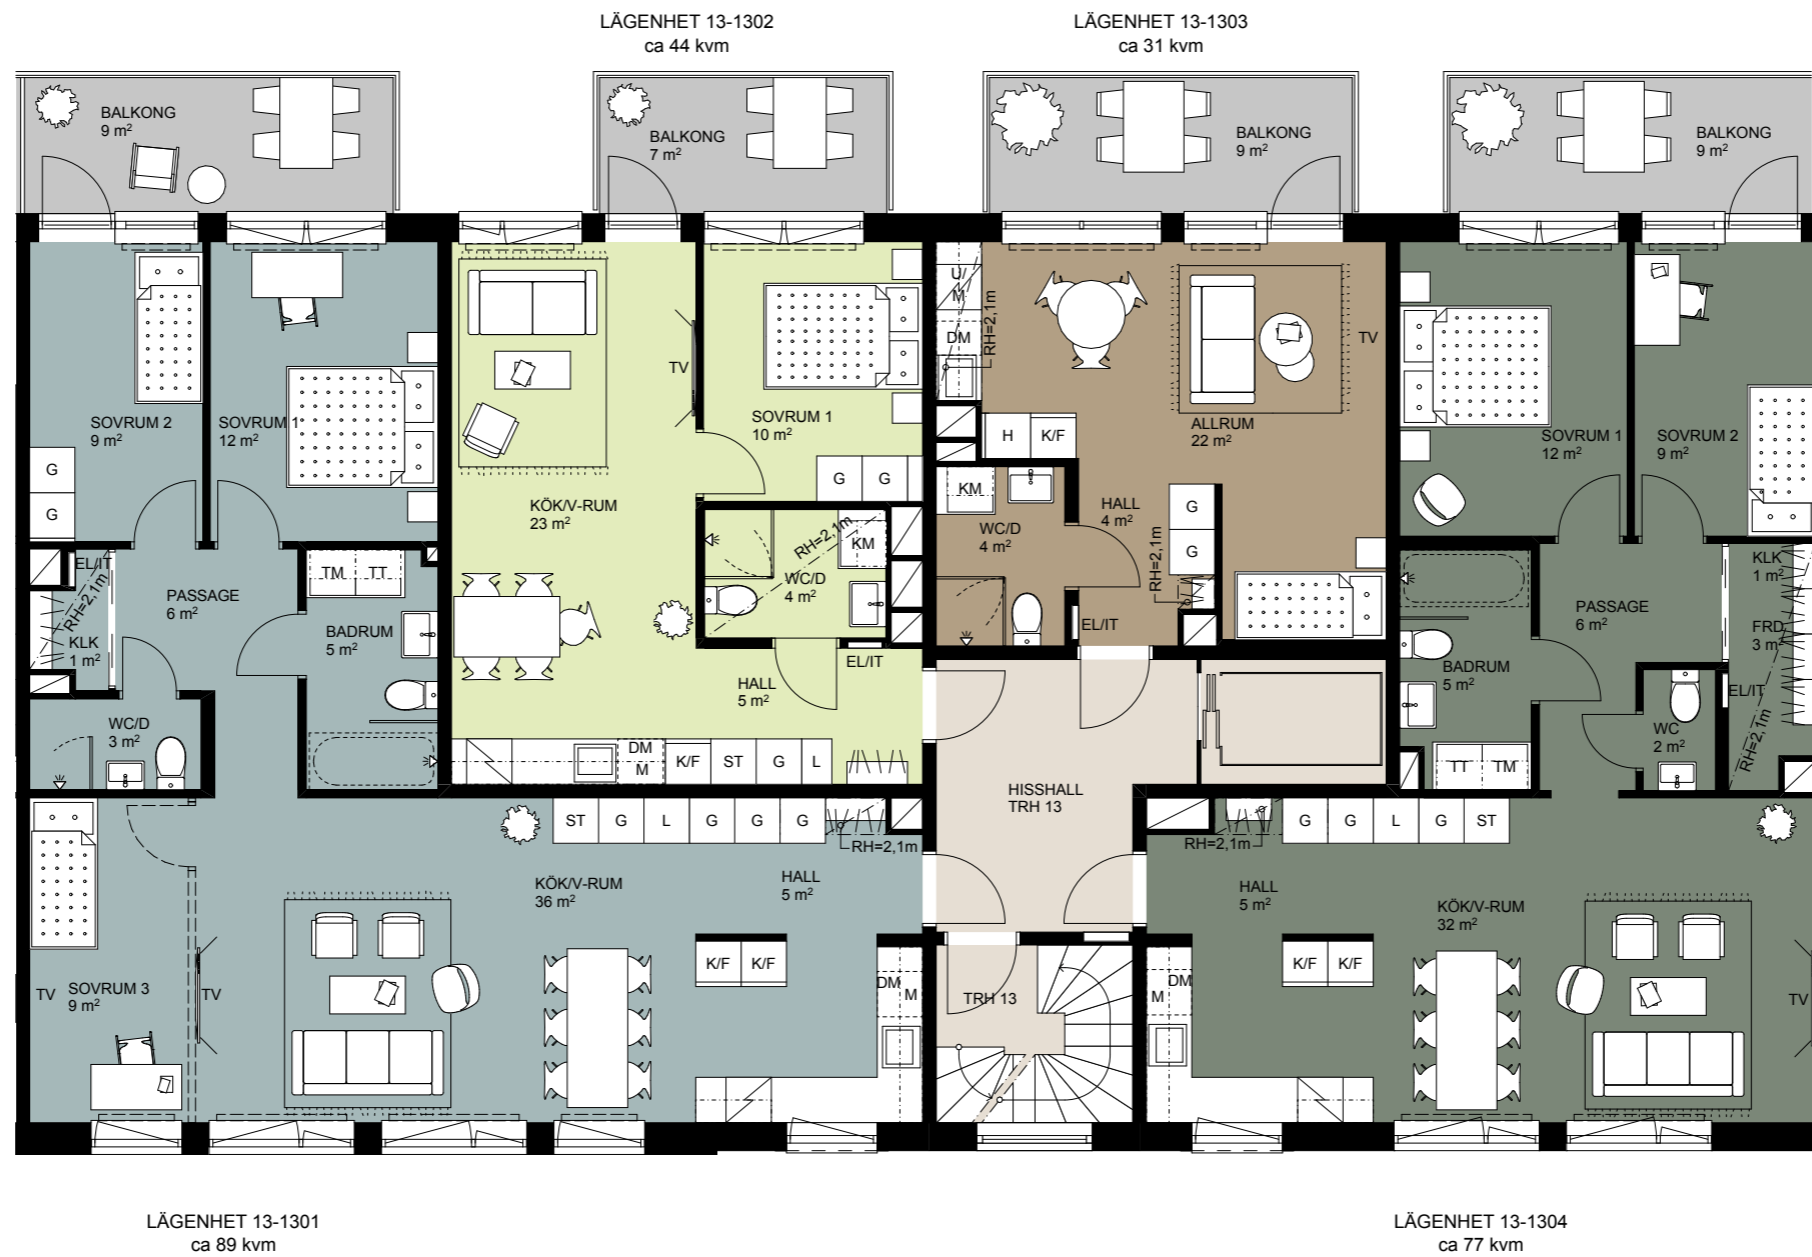 LÄGENHET 13-1302
ca 44 kvm
LÄGENHET 13-1303
ca 31 kvm
BALKONG
9 m²
BALKONG
7 m²
BALKONG
9 m²
BALKONG
9 m²
SOVRUM 2
9 m²
G
G
SOVRUM 1
12 m²
TV
KÖK/V-RUM
23 m²
SOVRUM 1
10 m²
G
G
U/
M
DM
RH=2,1m
H
K/F
ALLRUM
22 m²
TV
SOVRUM 1
12 m²
SOVRUM 2
9 m²
EL/IT
RH=2,1m
KLK
1 m²
PASSAGE
6 m²
TM
TT
BADRUM
5 m²
WC/D
3 m²
RH=2,1m
KM
WC/D
4 m²
EL/IT
HALL
5 m²
DM
M
K/F
ST
G
L
KM
WC/D
4 m²
HALL
4 m²
G
G
RH=2,1m
EL/IT
KLK
1 m²
PASSAGE
6 m²
FRD
3 m²
BADRUM
5 m²
EL/IT
WC
2 m²
RH=2,1m
TT
TM
HISSHALL
TRH 13
ST
G
L
G
G
G
RH=2,1m
KÖK/V-RUM
36 m²
HALL
5 m²
G
G
L
G
ST
RH=2,1m
HALL
5 m²
KÖK/V-RUM
32 m²
TV
SOVRUM 3
9 m²
TV
K/F
K/F
DM
M
TRH 13
M
DM
K/F
K/F
TV
LÄGENHET 13-1301
ca 89 kvm
LÄGENHET 13-1304
ca 77 kvm